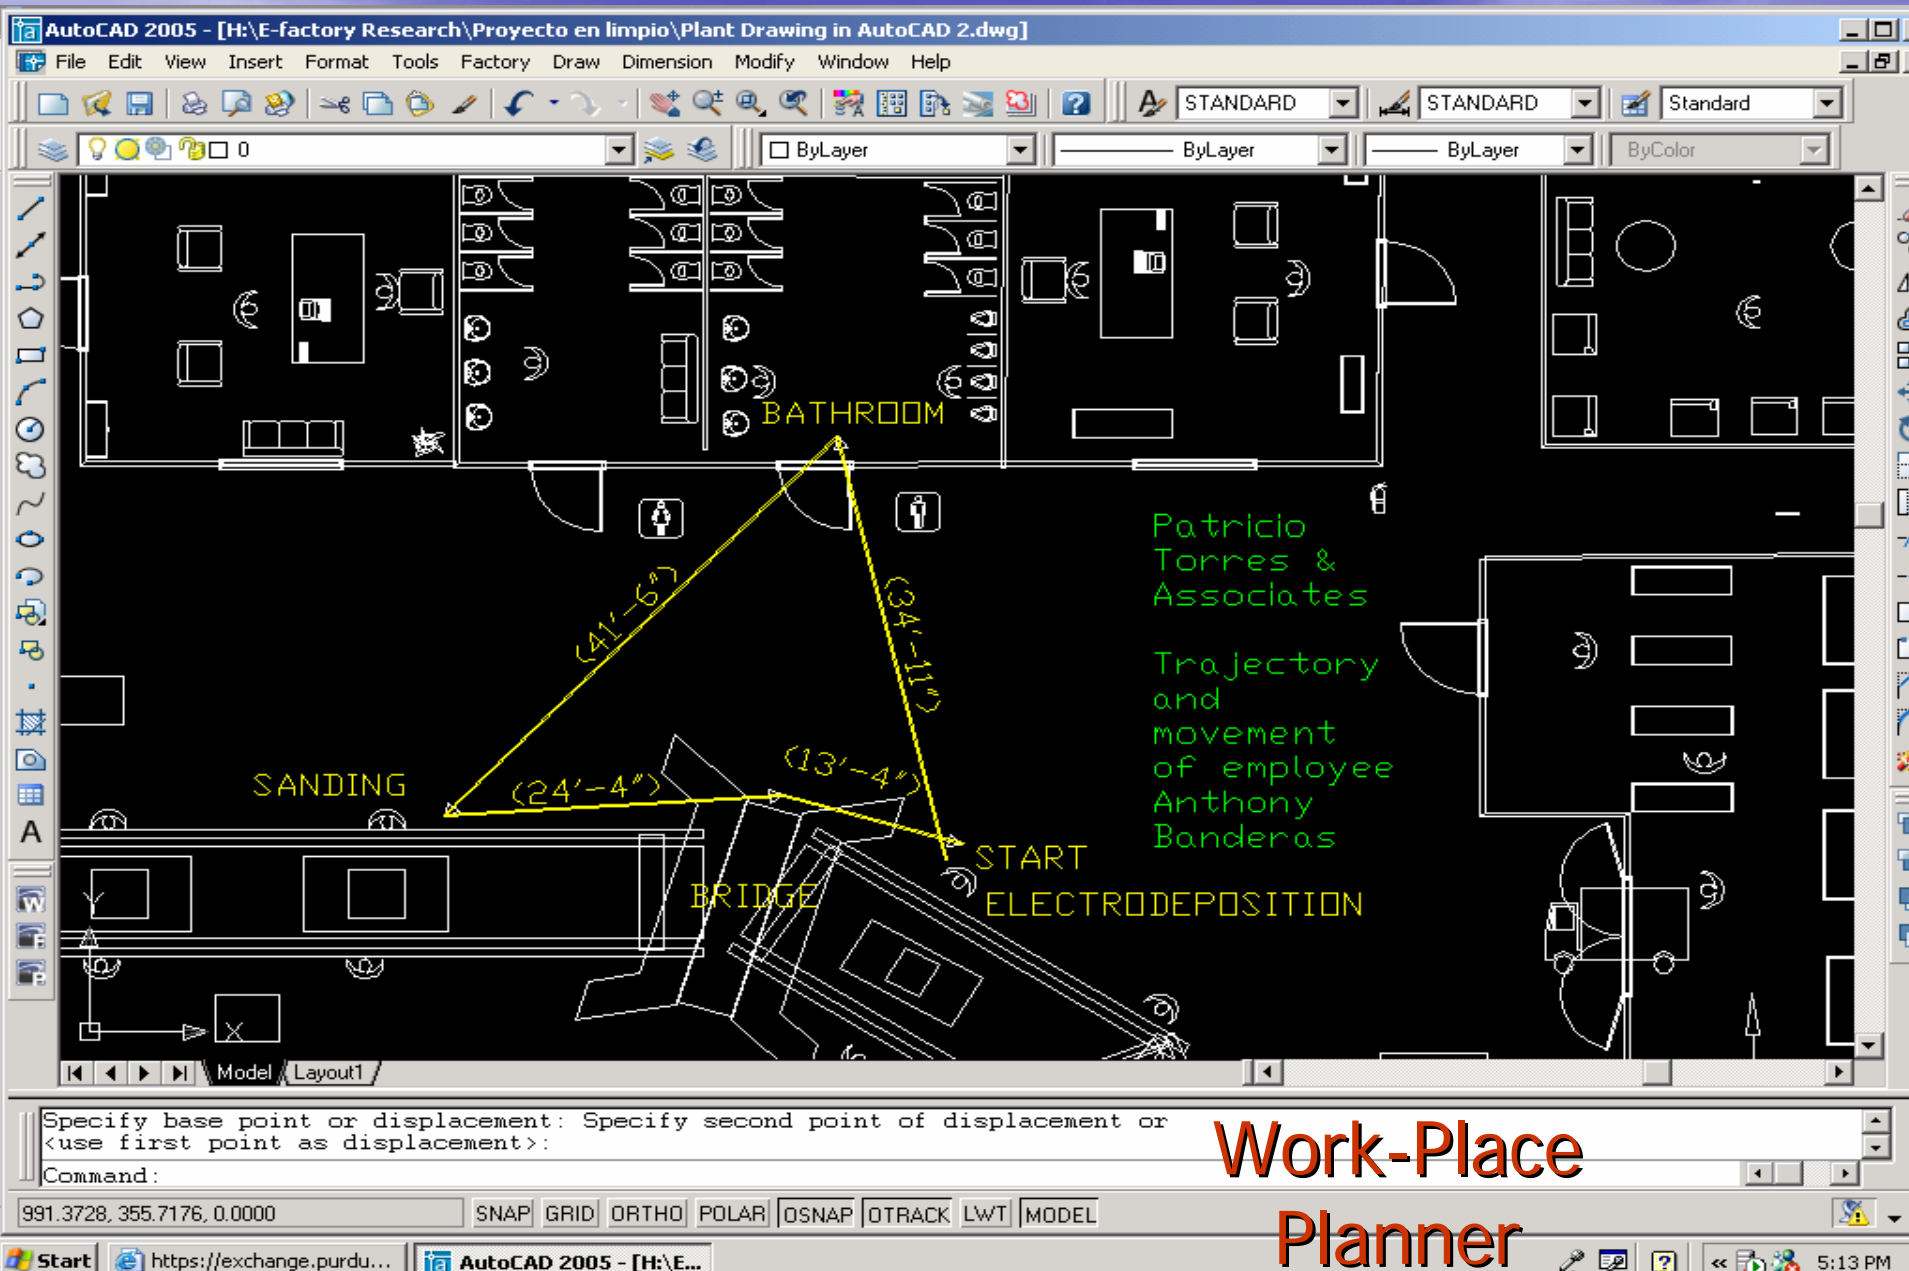 AutoCAD 2005 - [H:\E-factory Research\Proyecto en limpio\Plant Drawing in AutoCAD 2.dwg]
File Edit View Insert Format Tools Factory Draw Dimension Modify Window Help
STANDARD STANDARD Standard
0 ByLayer ByLayer ByLayer ByColor
BATHROOM
(41'-6")
(34'-11")
SANDING
(24'-4")
(13'-4")
START
BRIDGE
ELECTRODEPOSITION
Patricio
Torres &
Associates
Trajectory
and
movement
of employee
Anthony
Banderas
Y
X
A
W
F
P
Model Layout1
Specify base point or displacement: Specify second point of displacement or
<use first point as displacement>:
Command:
991.3728, 355.7176, 0.0000 SNAP GRID ORTHO POLAR OSNAP OTRACK LWT MODEL
Work-Place
Planner
Start https://exchange.purdu... AutoCAD 2005 - [H:\E... « 5:13 PM